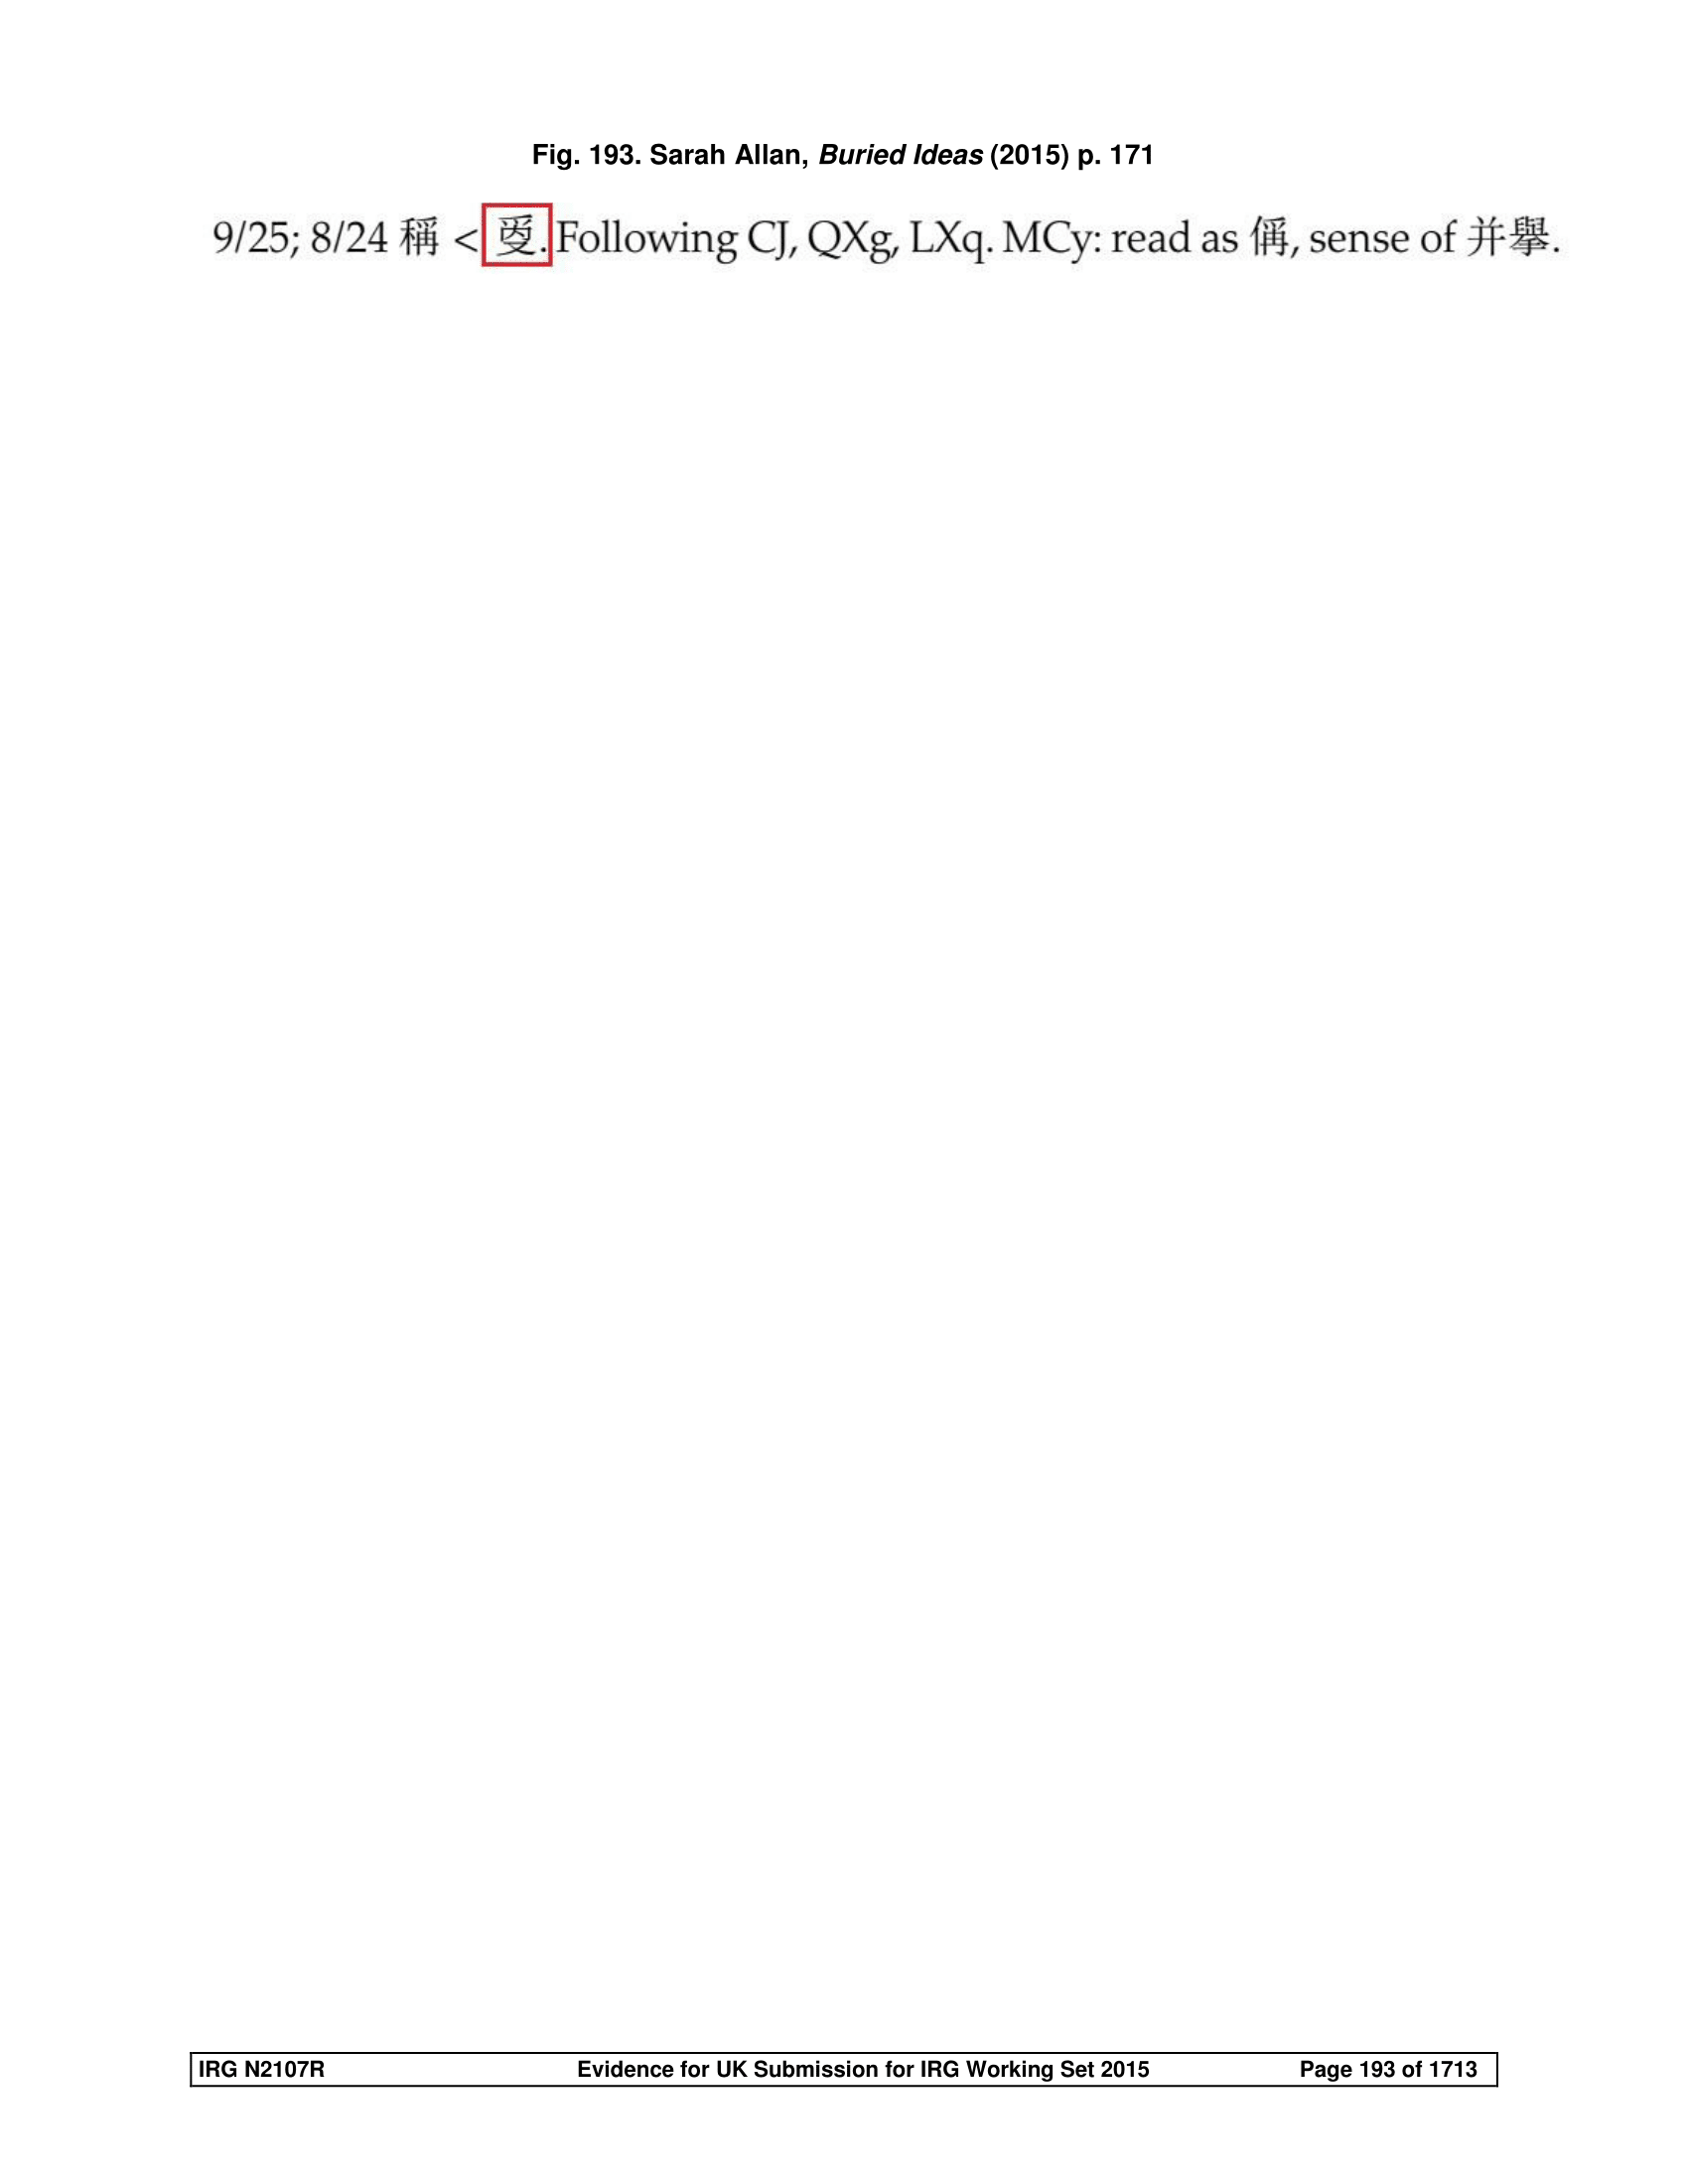 Fig. 193. Sarah Allan, Buried Ideas (2015) p. 171
9/25; 8/24 稱 < . Following CJ, QXg, LXq. MCy: read as 偁, sense of 并擧.
IRG N2107R Evidence for UK Submission for IRG Working Set 2015 Page 193 of 1713